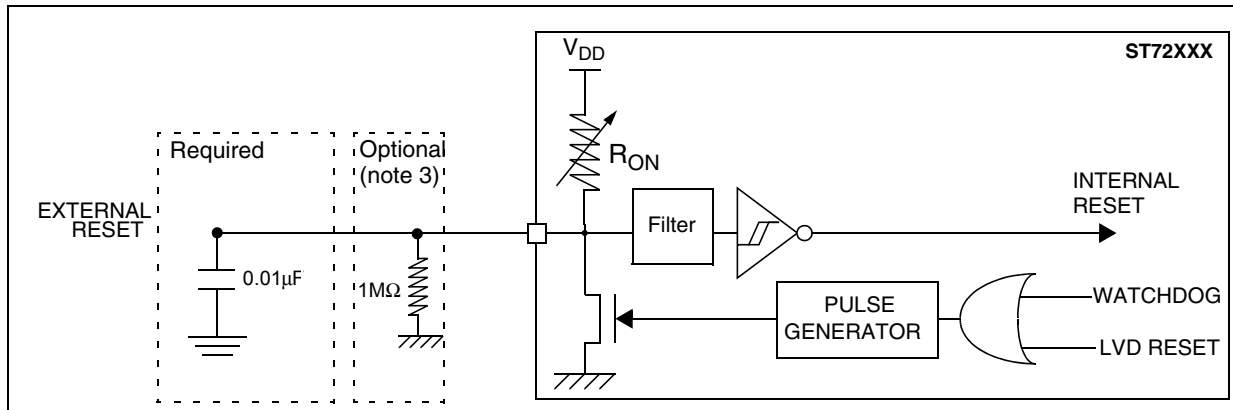 V_DD
ST72XXX
Required
Optional
(note 3)
R_ON
EXTERNAL
RESET
Filter
INTERNAL
RESET
0.01μF
1MΩ
PULSE
GENERATOR
WATCHDOG
LVD RESET